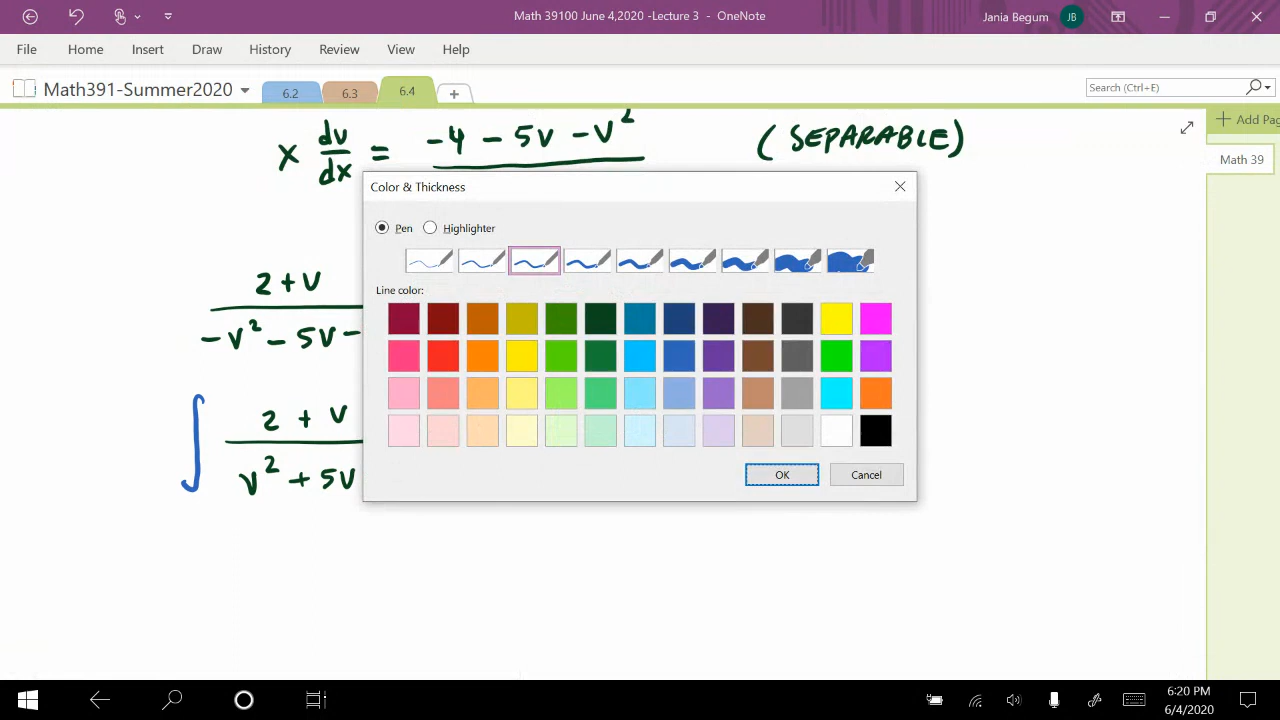 Math 39100 June 4,2020 -Lecture 3 - OneNote
Jania Begum JB
File Home Insert Draw History Review View Help
Math391-Summer2020 6.2 6.3 6.4
Search (Ctrl+E)
Add Pag
Math 39
x dv/dx = -4 - 5v - v² (SEPARABLE)
Color & Thickness
Pen Highlighter
Line color:
2 + v
-v² - 5v -
∫ 2 + v
v² + 5v
OK Cancel
6:20 PM
6/4/2020